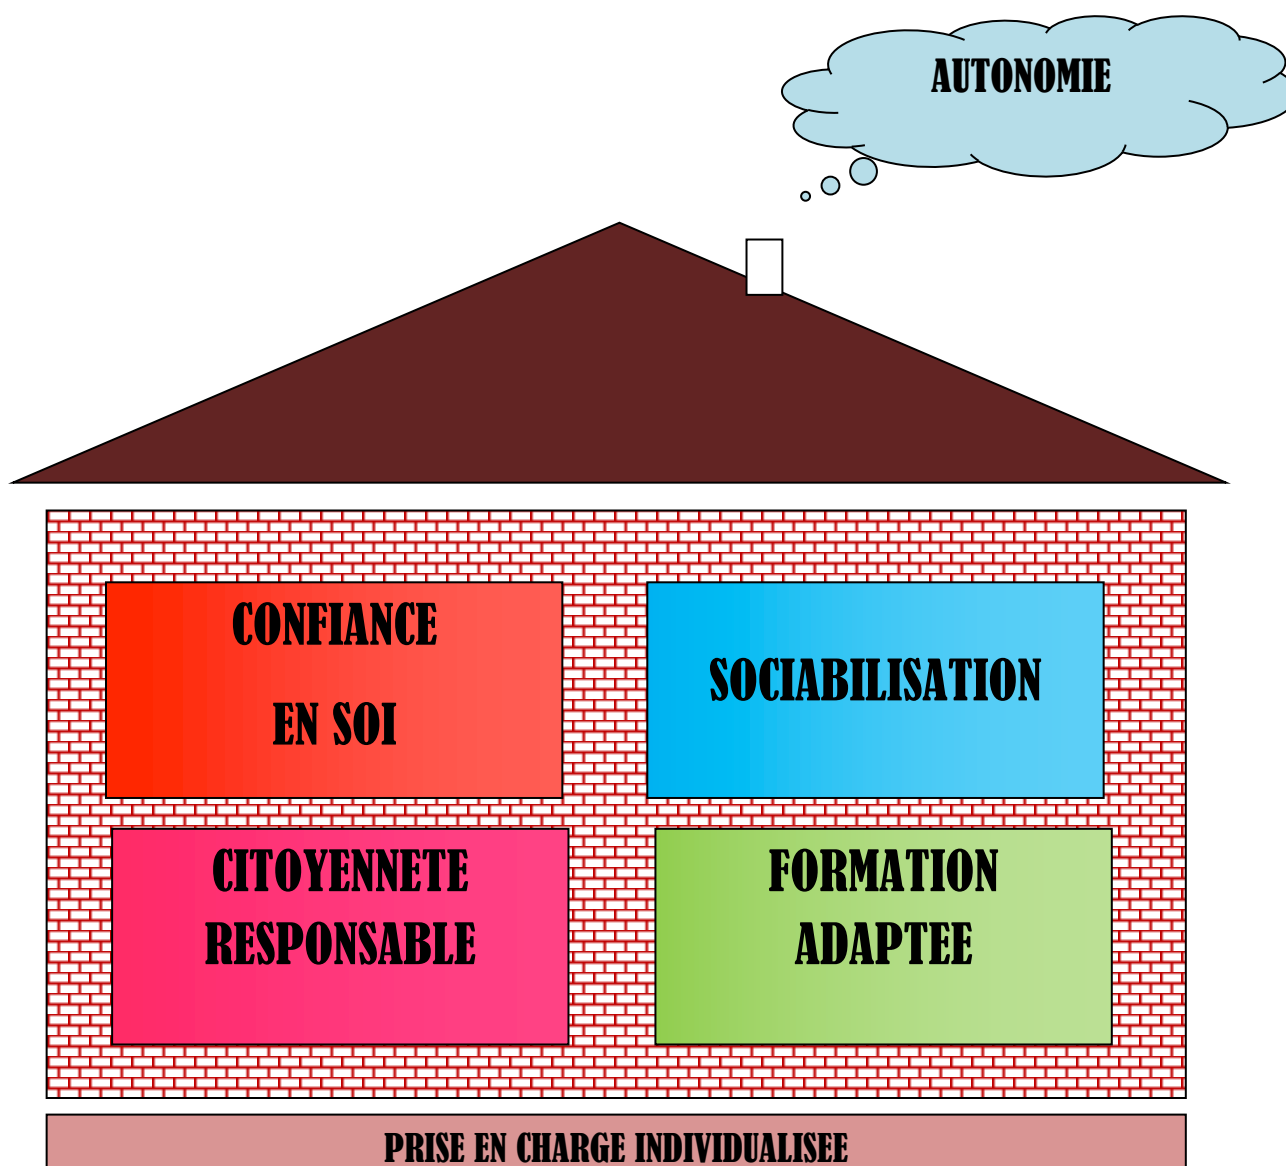 AUTONOMIE
CONFIANCE
EN SOI
SOCIABILISATION
CITOYENNETE
RESPONSABLE
FORMATION
ADAPTEE
PRISE EN CHARGE INDIVIDUALISEE